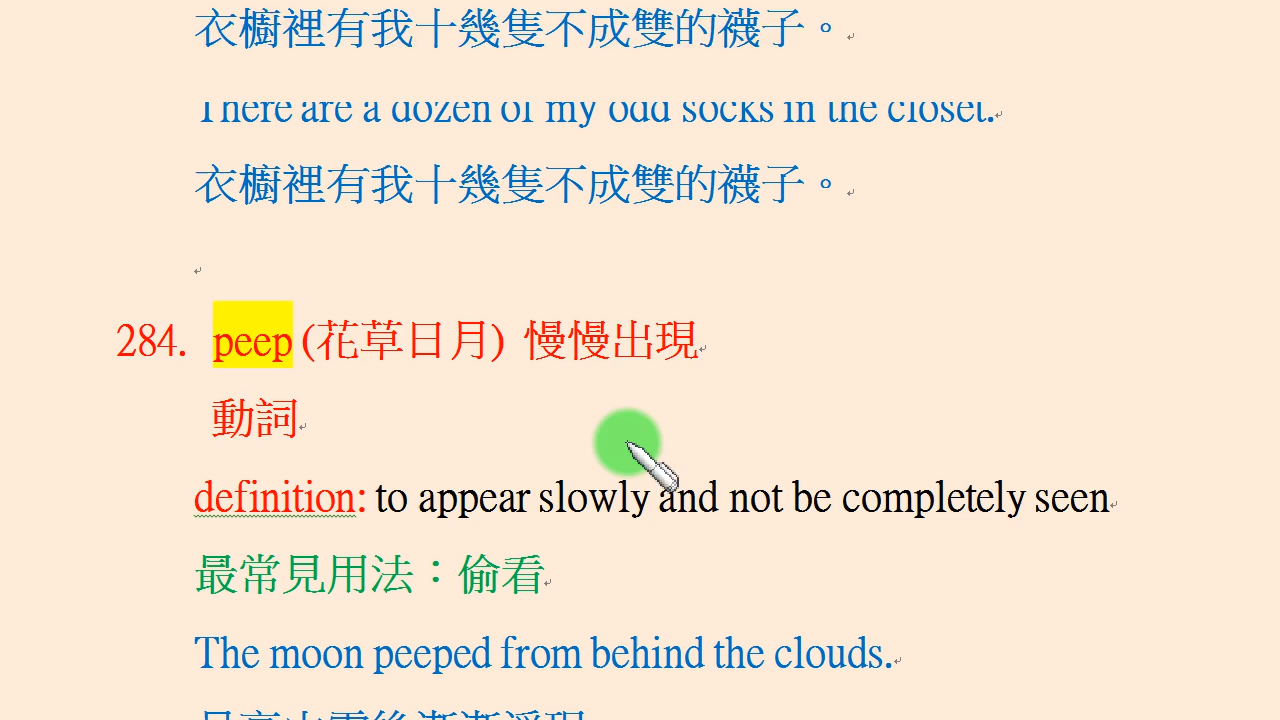 衣櫥裡有我十幾隻不成雙的襪子。
There are a dozen of my odd socks in the closet.
衣櫥裡有我十幾隻不成雙的襪子。
284. peep (花草日月) 慢慢出現
動詞
definition: to appear slowly and not be completely seen
最常見用法：偷看
The moon peeped from behind the clouds.